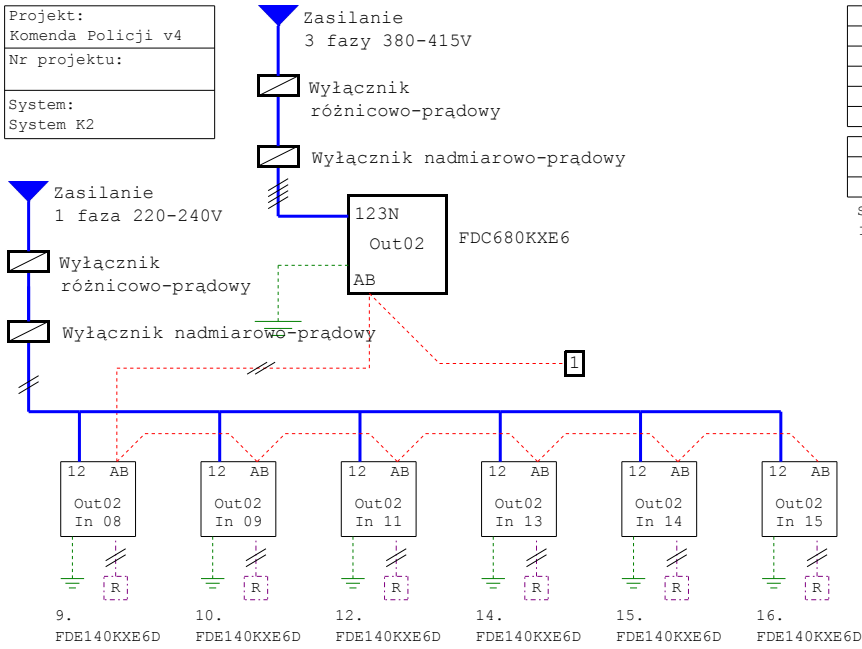 Projekt:
Komenda Policji v4
Nr projektu:
System:
System K2
Zasilanie
3 fazy 380-415V
Wyłącznik
różnicowo-prądowy
Wyłącznik nadmiarowo-prądowy
123N
Out02
AB
FDC680KXE6
Zasilanie
1 faza 220-240V
Wyłącznik
różnicowo-prądowy
Wyłącznik nadmiarowo-prądowy
1
12 AB
Out02
In 08
R
9.
FDE140KXE6D
12 AB
Out02
In 09
R
10.
FDE140KXE6D
12 AB
Out02
In 11
R
12.
FDE140KXE6D
12 AB
Out02
In 13
R
14.
FDE140KXE6D
12 AB
Out02
In 14
R
15.
FDE140KXE6D
12 AB
Out02
In 15
R
16.
FDE140KXE6D